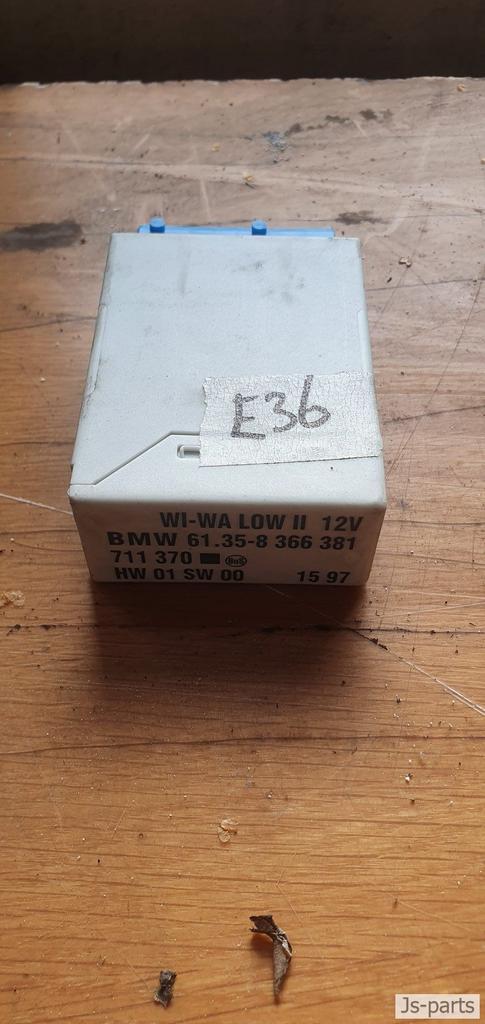 E36
WI-WA LOW II 12V
BMW 61.35-8 366 381
711 370
HW 01 SW 00 15 97
Js-parts